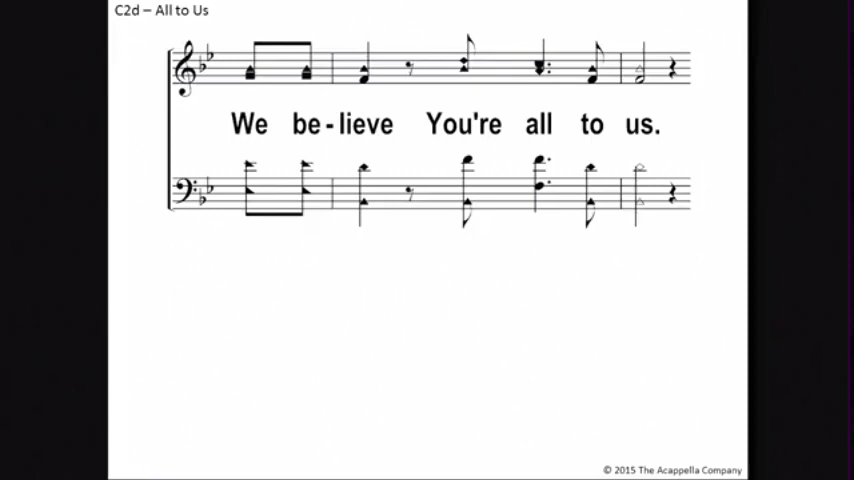 C2d – All to Us
We be-lieve You're all to us.
© 2015 The Acappella Company